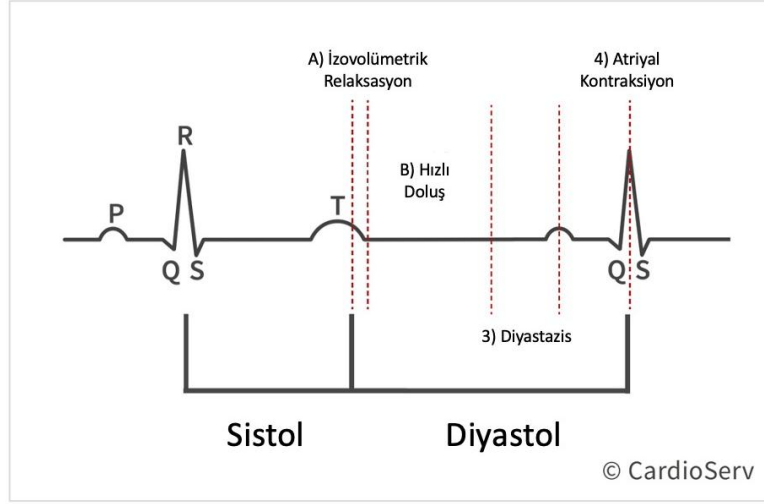 A) İzovolümetrik
Relaksasyon
4) Atriyal
Kontraksiyon
R
B) Hızlı
Doluş
P
T
Q S
Q S
3) Diyastazis
Sistol
Diyastol
© CardioServ